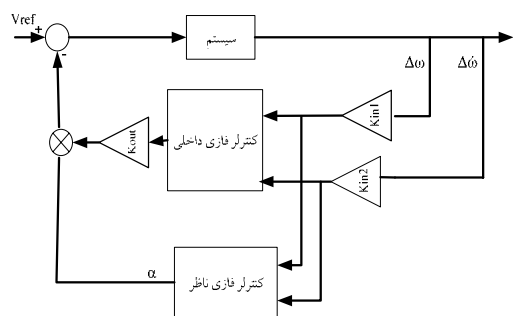 Vref
+
-
سیستم
Δω
Δώ
Kin1
کنترلر فازی داخلی
Kout
Kin2
کنترلر فازی ناظر
α